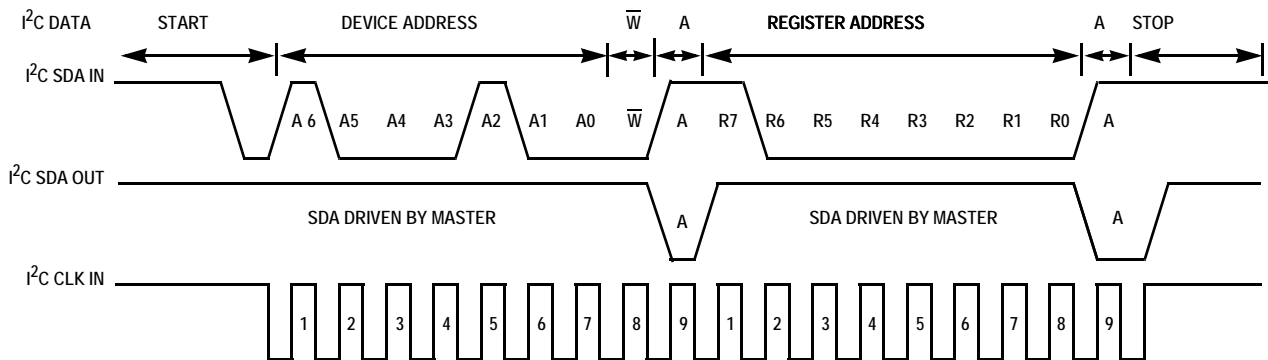 I²C DATA START DEVICE ADDRESS W̅ A REGISTER ADDRESS A STOP
I²C SDA IN
A 6 A5 A4 A3 A2 A1 A0 W̅ A R7 R6 R5 R4 R3 R2 R1 R0 A
I²C SDA OUT
SDA DRIVEN BY MASTER A SDA DRIVEN BY MASTER A
I²C CLK IN
1 2 3 4 5 6 7 8 9 1 2 3 4 5 6 7 8 9